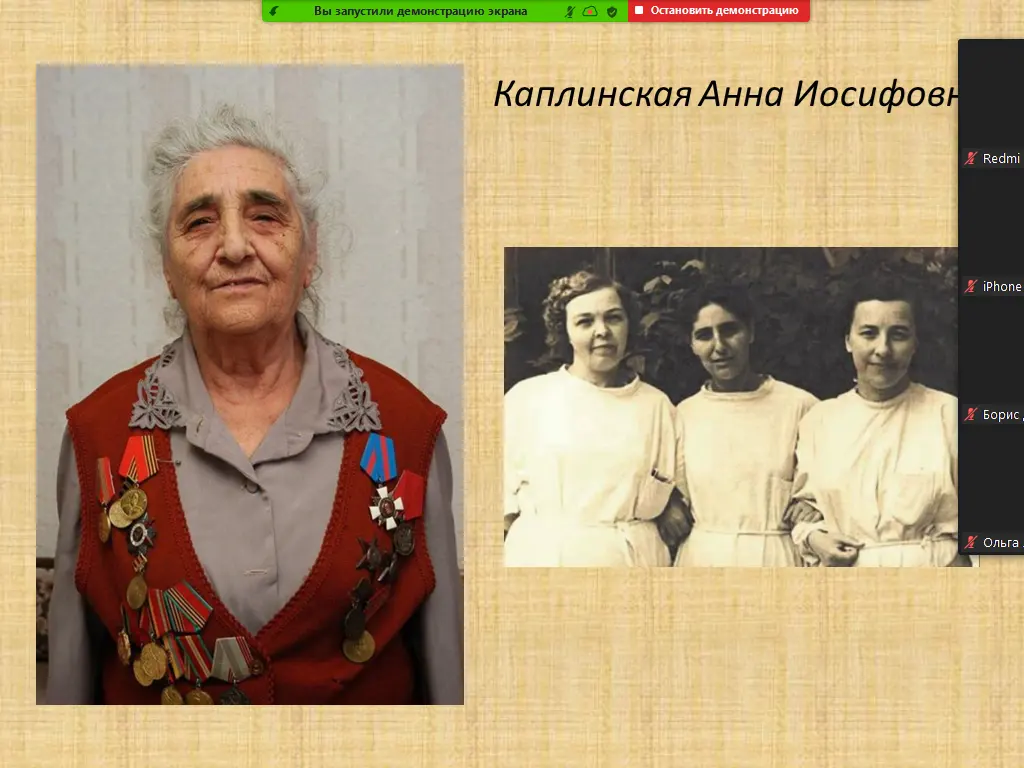 Вы запустили демонстрацию экрана
Остановить демонстрацию
Каплинская Анна Иосифовн
Redmi
iPhone
Борис
Ольга